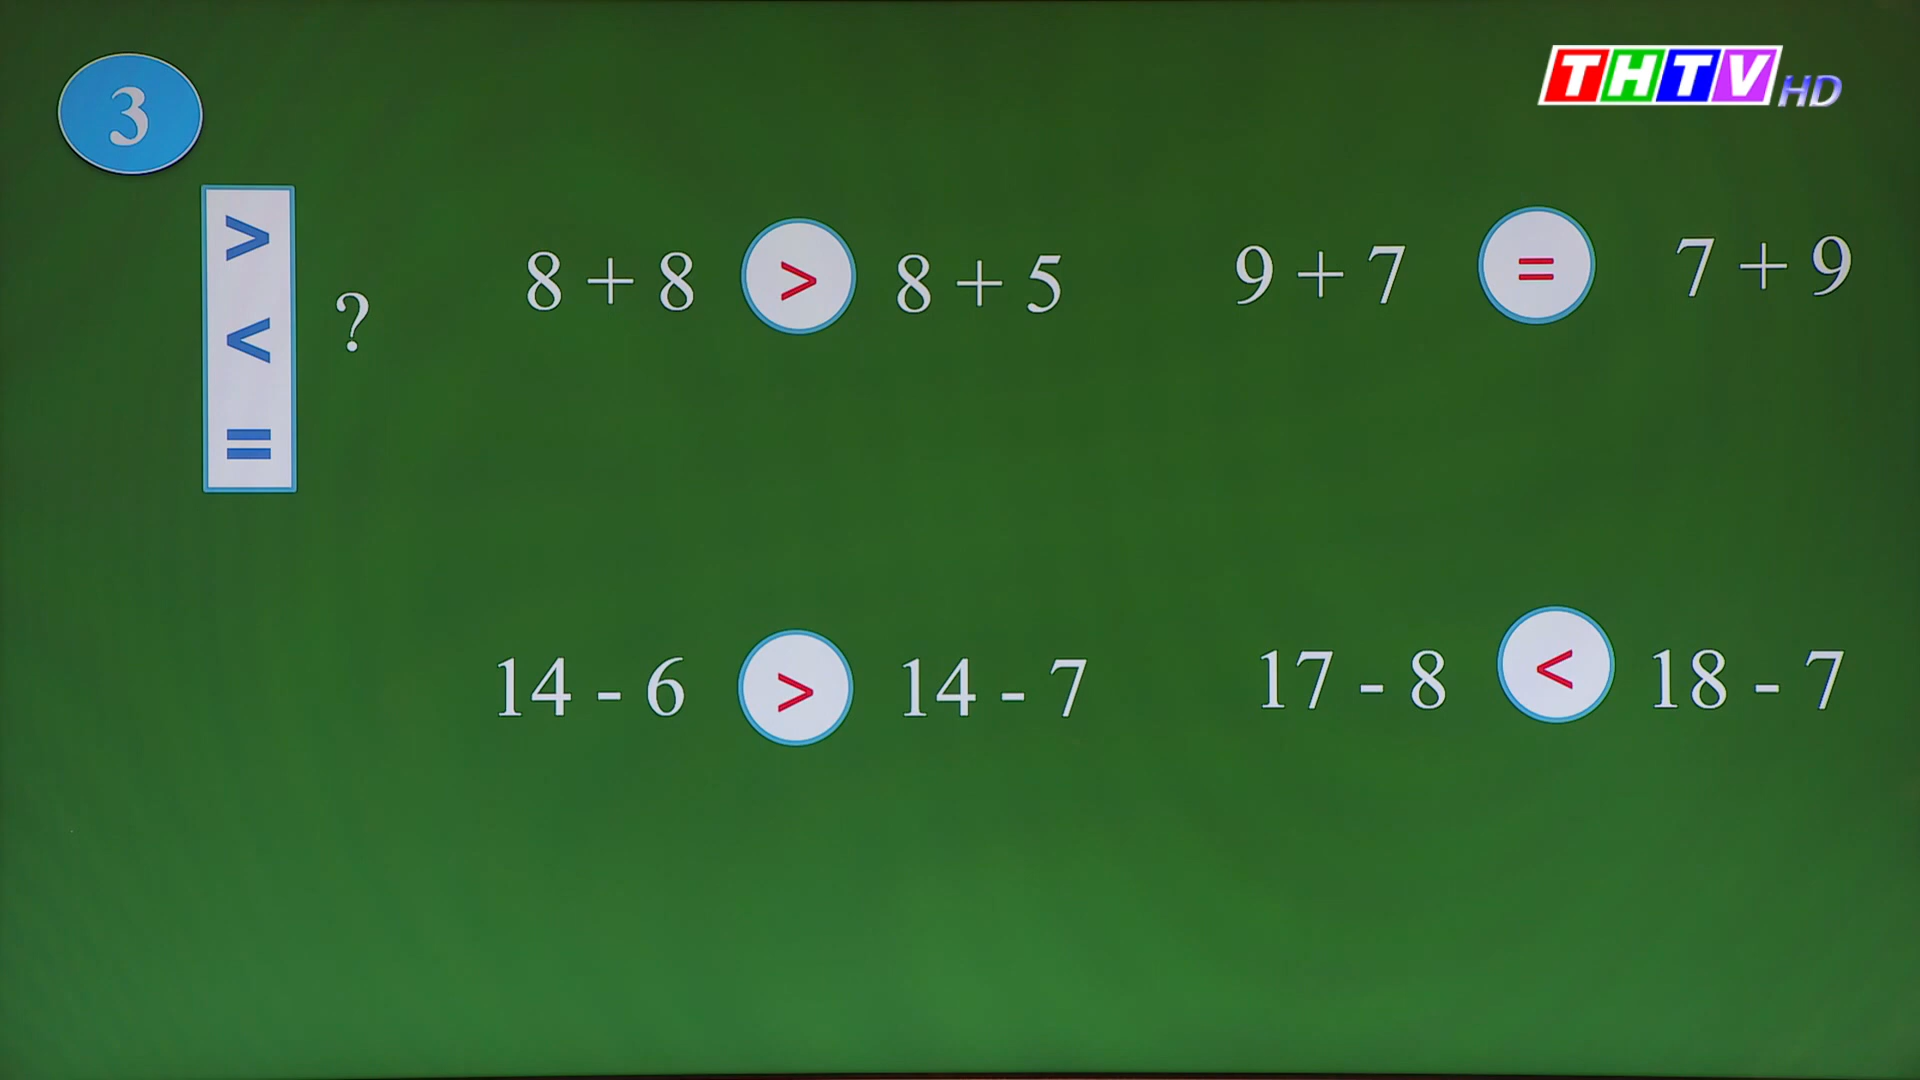 THTV HD
3
>
<
=
?
8 + 8 > 8 + 5
9 + 7 = 7 + 9
14 - 6 > 14 - 7
17 - 8 < 18 - 7